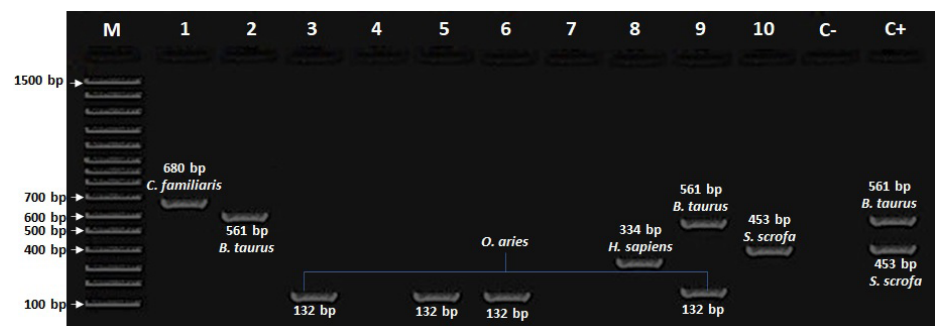 M 1 2 3 4 5 6 7 8 9 10 C- C+
1500 bp
680 bp
C. familiaris
700 bp
600 bp
500 bp
400 bp
100 bp
561 bp
B. taurus
O. aries
132 bp
132 bp
132 bp
334 bp
H. sapiens
561 bp
B. taurus
132 bp
453 bp
S. scrofa
561 bp
B. taurus
453 bp
S. scrofa